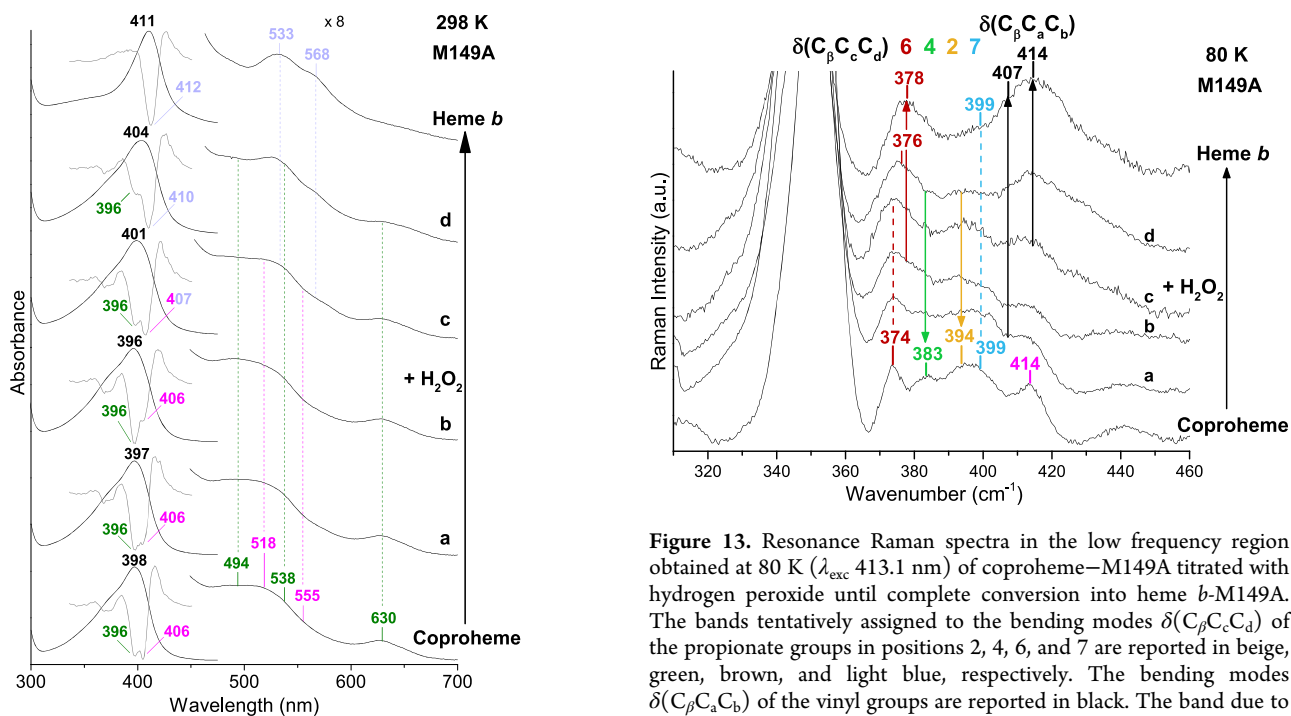 411
x 8
298 K
M149A
533
568
412
Heme b
404
396
410
d
401
396
407
c
396
+ H₂O₂
396
406
b
397
396
406
a
398
494
518
538
555
630
396
406
Coproheme
Absorbance
300 400 500 600 700
Wavelength (nm)
δ(CβCcCd) 6 4 2 7
δ(CβCaCb)
414
80 K
M149A
378
399
407
376
Heme b
d
+ H₂O₂
c
b
374
383
394
399
414
a
Coproheme
Raman Intensity (a.u.)
320 340 360 380 400 420 440 460
Wavenumber (cm⁻¹)
Figure 13. Resonance Raman spectra in the low frequency region
obtained at 80 K (λexc 413.1 nm) of coproheme−M149A titrated with
hydrogen peroxide until complete conversion into heme b-M149A.
The bands tentatively assigned to the bending modes δ(CβCcCd) of
the propionate groups in positions 2, 4, 6, and 7 are reported in beige,
green, brown, and light blue, respectively. The bending modes
δ(CβCaCb) of the vinyl groups are reported in black. The band due to